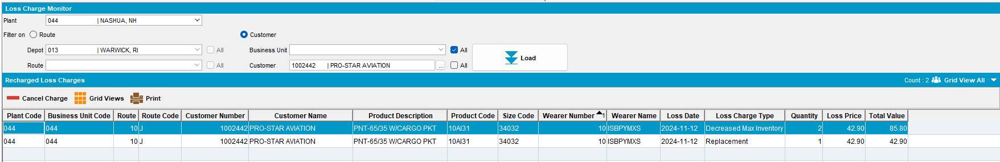 Loss Charge Monitor
Plant 044 | NASHUA, NH
Filter on Route Customer
Depot 013 | WARWICK, RI All Business Unit All Load
Route All Customer 1002442 | PRO-STAR AVIATION ... All
Recharged Loss Charges Count : 2 Grid View All
Cancel Charge Grid Views Print
Plant Code Business Unit Code Route Route Code Customer Number Customer Name Product Description Product Code Size Code Wearer Number 1 Wearer Name Loss Date Loss Charge Type Quantity Loss Price Total Value
044 044 10 J 1002442 PRO-STAR AVIATION PNT-65/35 W/CARGO PKT 10AI31 34032 10 ISBPYMXS 2024-11-12 Decreased Max Inventory 2 42.90 85.80
044 044 10 J 1002442 PRO-STAR AVIATION PNT-65/35 W/CARGO PKT 10AI31 34032 10 ISBPYMXS 2024-11-12 Replacement 1 42.90 42.90